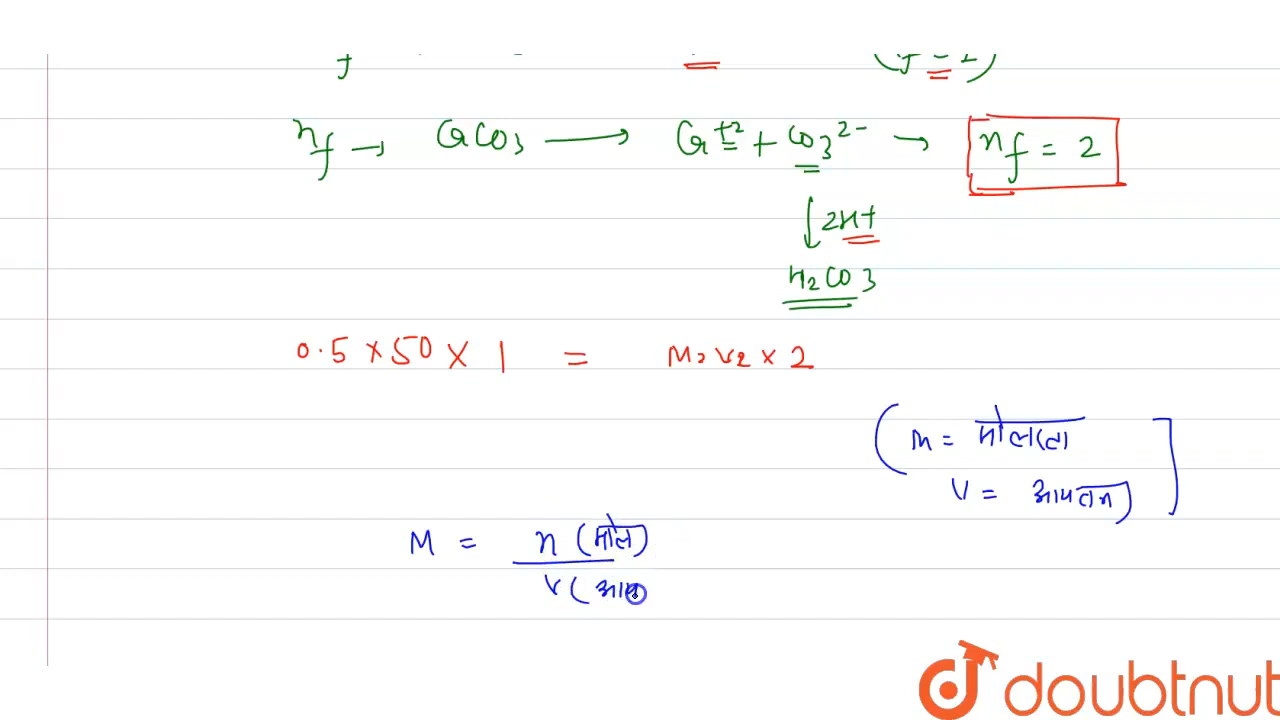 nf → CaCO3 → Ca+2 + CO3 2- → nf = 2
↓ 2H+
H2CO3
0.5 × 50 × 1 = M2 V2 × 2
( M = मोलरता
V = आयतन ]
M = n (मोल)
V (आय
doubtnut